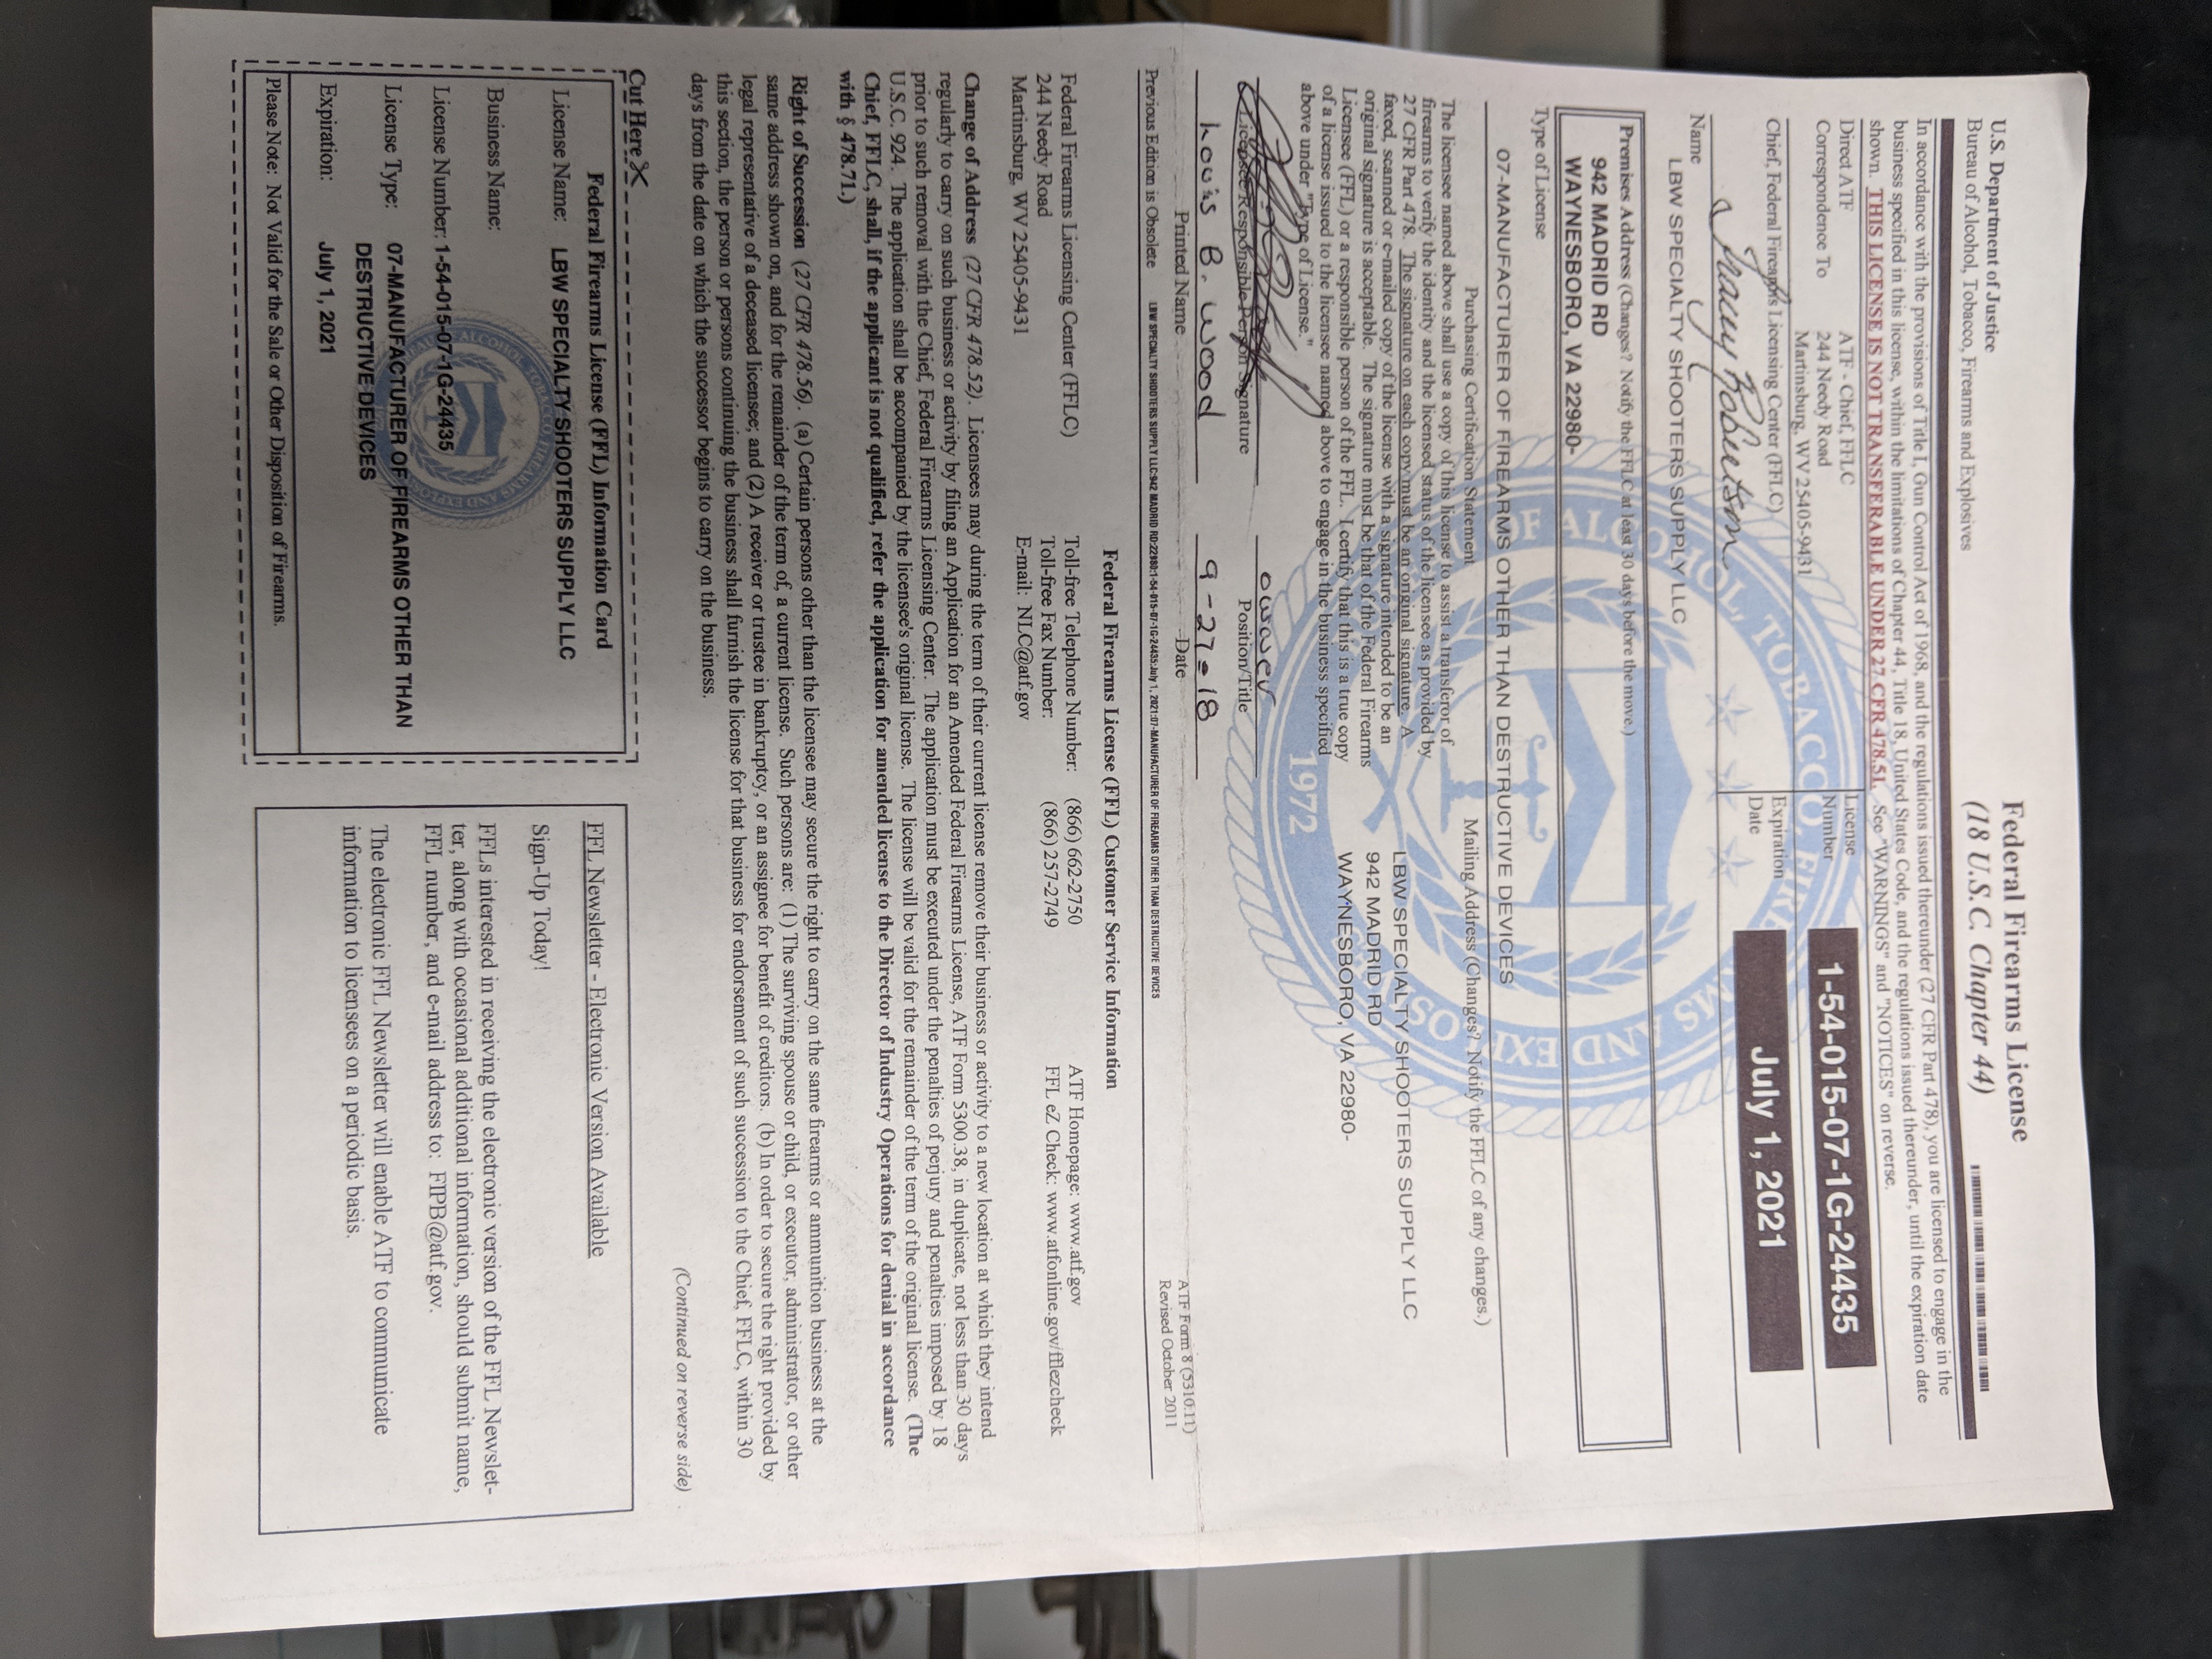 U.S. Department of Justice
Bureau of Alcohol, Tobacco, Firearms and Explosives
Federal Firearms License
(18 U.S.C. Chapter 44)
In accordance with the provisions of Title I, Gun Control Act of 1968, and the regulations issued thereunder (27 CFR Part 478), you are licensed to engage in the
business specified in this license, within the limitations of Chapter 44, Title 18, United States Code, and the regulations issued thereunder, until the expiration date
shown. THIS LICENSE IS NOT TRANSFERABLE UNDER 27 CFR 478.51. See "WARNINGS" and "NOTICES" on reverse.
Direct ATF
Correspondence To
ATF - Chief, FFLC
244 Needy Road
Martinsburg, WV 25405-9431
License
Number
1-54-015-07-1G-24435
Chief, Federal Firearms Licensing Center (FFLC)
Tracey Robertson
Expiration
Date
July 1, 2021
Name
LBW SPECIALTY SHOOTERS SUPPLY LLC
Premises Address (Changes? Notify the FFLC at least 30 days before the move.)
942 MADRID RD
WAYNESBORO, VA 22980-
Type of License
07-MANUFACTURER OF FIREARMS OTHER THAN DESTRUCTIVE DEVICES
Purchasing Certification Statement
The licensee named above shall use a copy of this license to assist a transferor of
firearms to verify the identity and the licensed status of the licensee as provided by
27 CFR Part 478. The signature on each copy must be an original signature. A
faxed, scanned or e-mailed copy of the license with a signature intended to be an
original signature is acceptable. The signature must be that of the Federal Firearms
Licensee (FFL) or a responsible person of the FFL. I certify that this is a true copy
of a license issued to the licensee named above to engage in the business specified
above under "Type of License."
Mailing Address (Changes? Notify the FFLC of any changes.)
LBW SPECIALTY SHOOTERS SUPPLY LLC
942 MADRID RD
WAYNESBORO, VA 22980-
owner
Licensee/Responsible Person Signature
Position/Title
Louis B. Wood
9-27-18
Printed Name
Date
ATF Form 8 (5310.11)
Revised October 2011
Previous Edition is Obsolete
LBW SPECIALTY SHOOTERS SUPPLY LLC:942 MADRID RD:22980:1-54-015-07-1G-24435:July 1, 2021:07-MANUFACTURER OF FIREARMS OTHER THAN DESTRUCTIVE DEVICES
OF ALCOHOL, TOBACCO, FIREARMS AND EXPLOSIVES
1972
Federal Firearms License (FFL) Customer Service Information
Federal Firearms Licensing Center (FFLC)
244 Needy Road
Martinsburg, WV 25405-9431
Toll-free Telephone Number: (866) 662-2750
Toll-free Fax Number: (866) 257-2749
E-mail: NLC@atf.gov
ATF Homepage: www.atf.gov
FFL eZ Check: www.atfonline.gov/fflezcheck
Change of Address (27 CFR 478.52). Licensees may during the term of their current license remove their business or activity to a new location at which they intend
regularly to carry on such business or activity by filing an Application for an Amended Federal Firearms License, ATF Form 5300.38, in duplicate, not less than 30 days
prior to such removal with the Chief, Federal Firearms Licensing Center. The application must be executed under the penalties of perjury and penalties imposed by 18
U.S.C. 924. The application shall be accompanied by the licensee's original license. The license will be valid for the remainder of the term of the original license. (The
Chief, FFLC, shall, if the applicant is not qualified, refer the application for amended license to the Director of Industry Operations for denial in accordance
with § 478.71.)
Right of Succession (27 CFR 478.56). (a) Certain persons other than the licensee may secure the right to carry on the same firearms or ammunition business at the
same address shown on, and for the remainder of the term of, a current license. Such persons are: (1) The surviving spouse or child, or executor, administrator, or other
legal representative of a deceased licensee; and (2) A receiver or trustee in bankruptcy, or an assignee for benefit of creditors. (b) In order to secure the right provided by
this section, the person or persons continuing the business shall furnish the license for that business for endorsement of such succession to the Chief, FFLC, within 30
days from the date on which the successor begins to carry on the business.
(Continued on reverse side)
Cut Here
Federal Firearms License (FFL) Information Card
License Name: LBW SPECIALTY SHOOTERS SUPPLY LLC
Business Name:
License Number: 1-54-015-07-1G-24435
License Type: 07-MANUFACTURER OF FIREARMS OTHER THAN
DESTRUCTIVE DEVICES
Expiration: July 1, 2021
Please Note: Not Valid for the Sale or Other Disposition of Firearms.
FFL Newsletter - Electronic Version Available
Sign-Up Today!
FFLs interested in receiving the electronic version of the FFL Newslet-
ter, along with occasional additional information, should submit name,
FFL number, and e-mail address to: FIPB@atf.gov.
The electronic FFL Newsletter will enable ATF to communicate
information to licensees on a periodic basis.